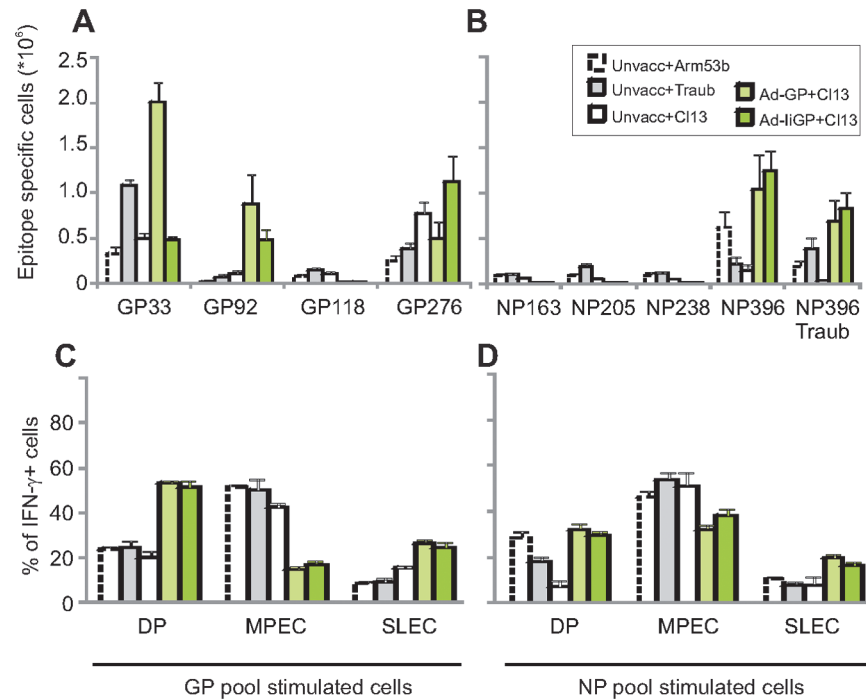 A
B
Epitope specific cells (*10⁶)
2.5
2.0
1.5
1.0
0.5
0
Unvacc+Arm53b
Unvacc+Traub
Unvacc+Cl13
Ad-GP+Cl13
Ad-IiGP+Cl13
GP33
GP92
GP118
GP276
NP163
NP205
NP238
NP396
NP396
Traub
C
D
% of IFN-γ+ cells
80
60
40
20
0
DP
MPEC
SLEC
DP
MPEC
SLEC
GP pool stimulated cells
NP pool stimulated cells